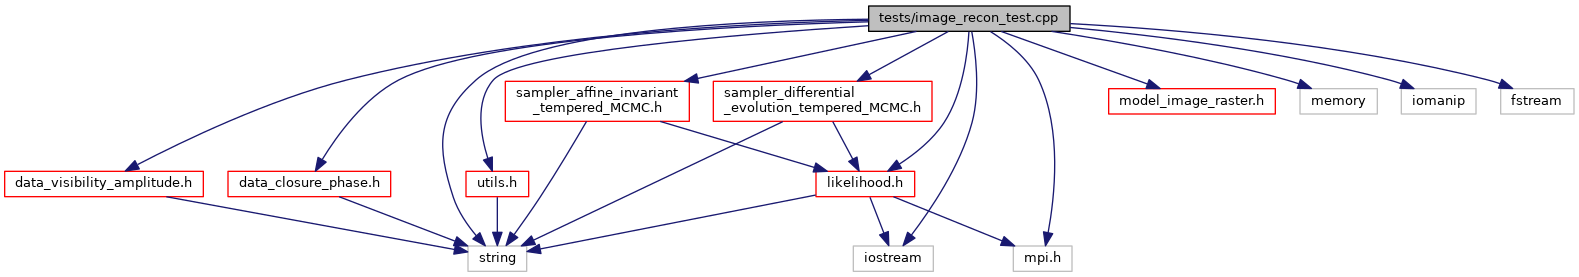 tests/image_recon_test.cpp
sampler_affine_invariant
_tempered_MCMC.h
sampler_differential
_evolution_tempered_MCMC.h
model_image_raster.h
memory
iomanip
fstream
data_visibility_amplitude.h
data_closure_phase.h
utils.h
likelihood.h
string
iostream
mpi.h